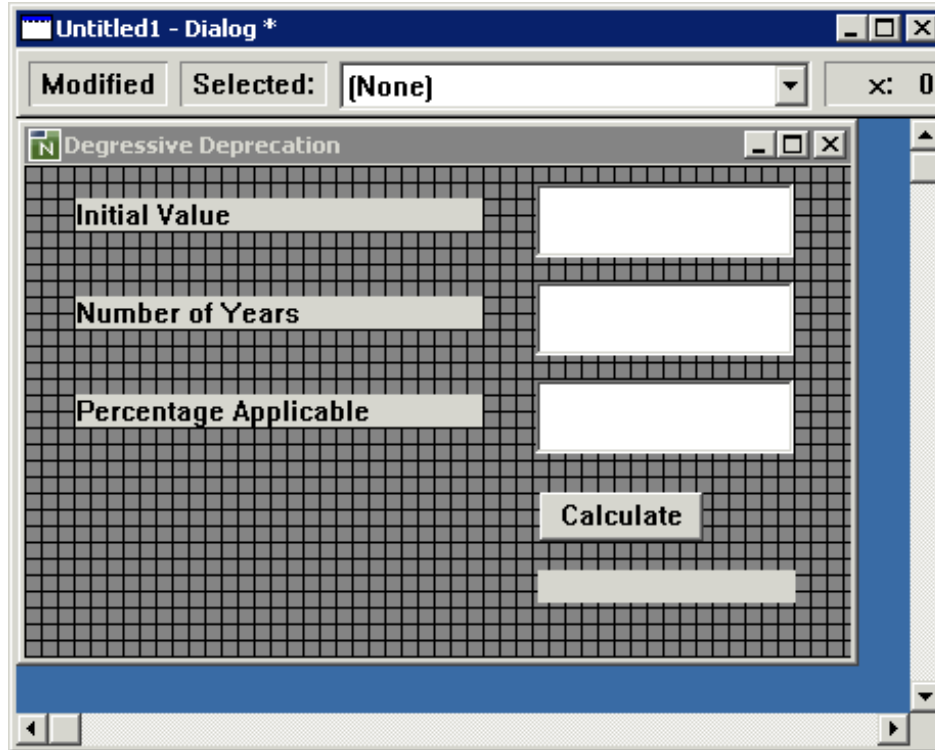 Untitled1 - Dialog *
Modified Selected: (None) x: 0
N Degressive Deprecation
Initial Value
Number of Years
Percentage Applicable
Calculate